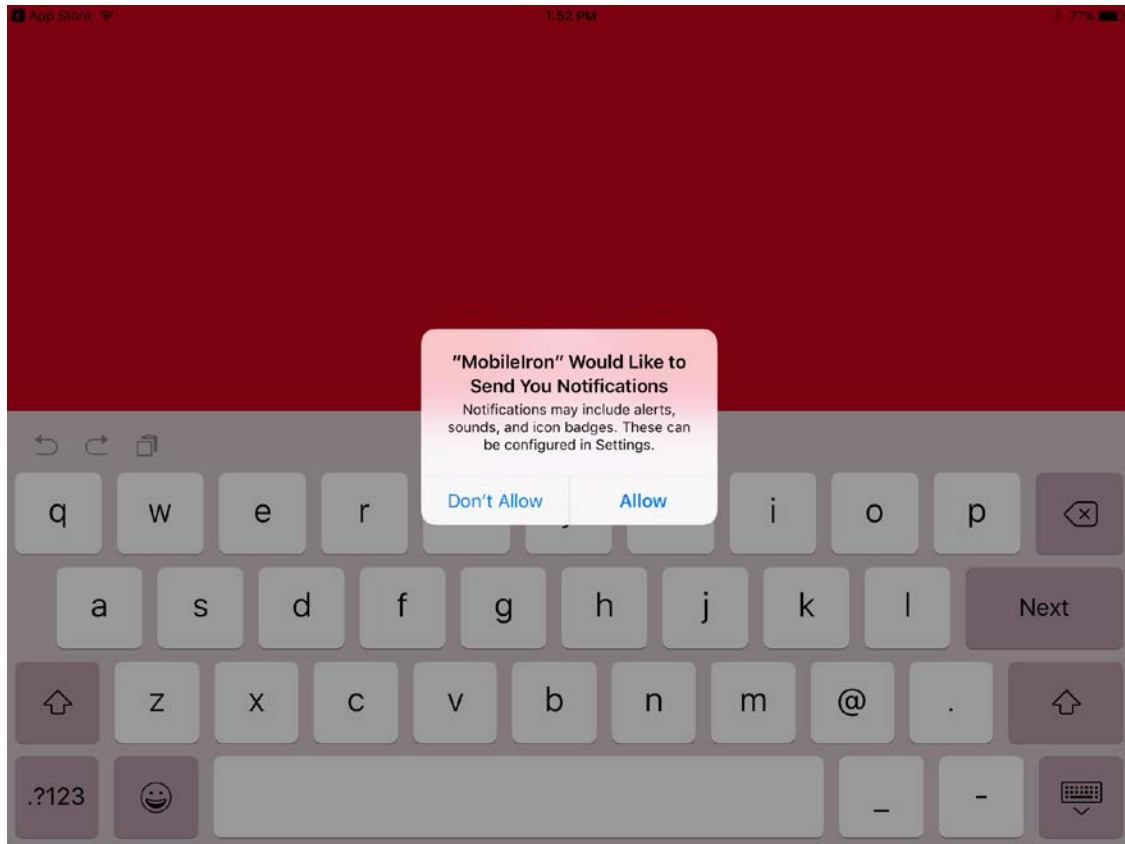 App Store 1:52 PM 77%
"MobileIron" Would Like to
Send You Notifications
Notifications may include alerts,
sounds, and icon badges. These can
be configured in Settings.
Don't Allow Allow
q w e r i o p
a s d f g h j k l Next
z x c v b n m @ .
.?123 _ -